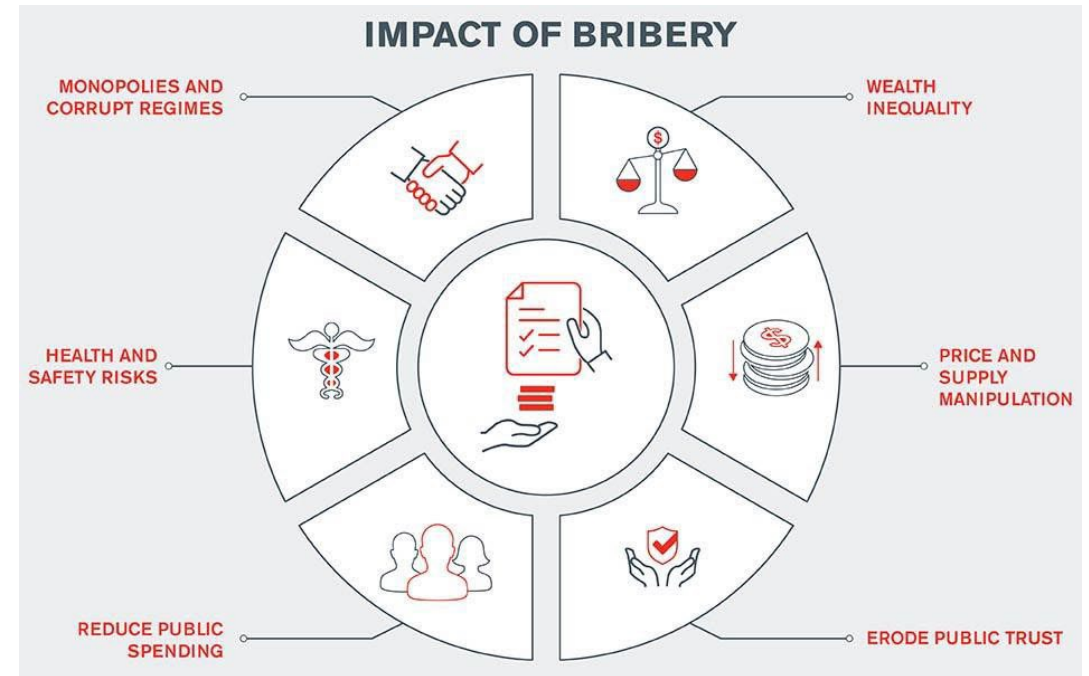 IMPACT OF BRIBERY
MONOPOLIES AND
CORRUPT REGIMES
WEALTH
INEQUALITY
$
HEALTH AND
SAFETY RISKS
$
PRICE AND
SUPPLY
MANIPULATION
REDUCE PUBLIC
SPENDING
ERODE PUBLIC TRUST